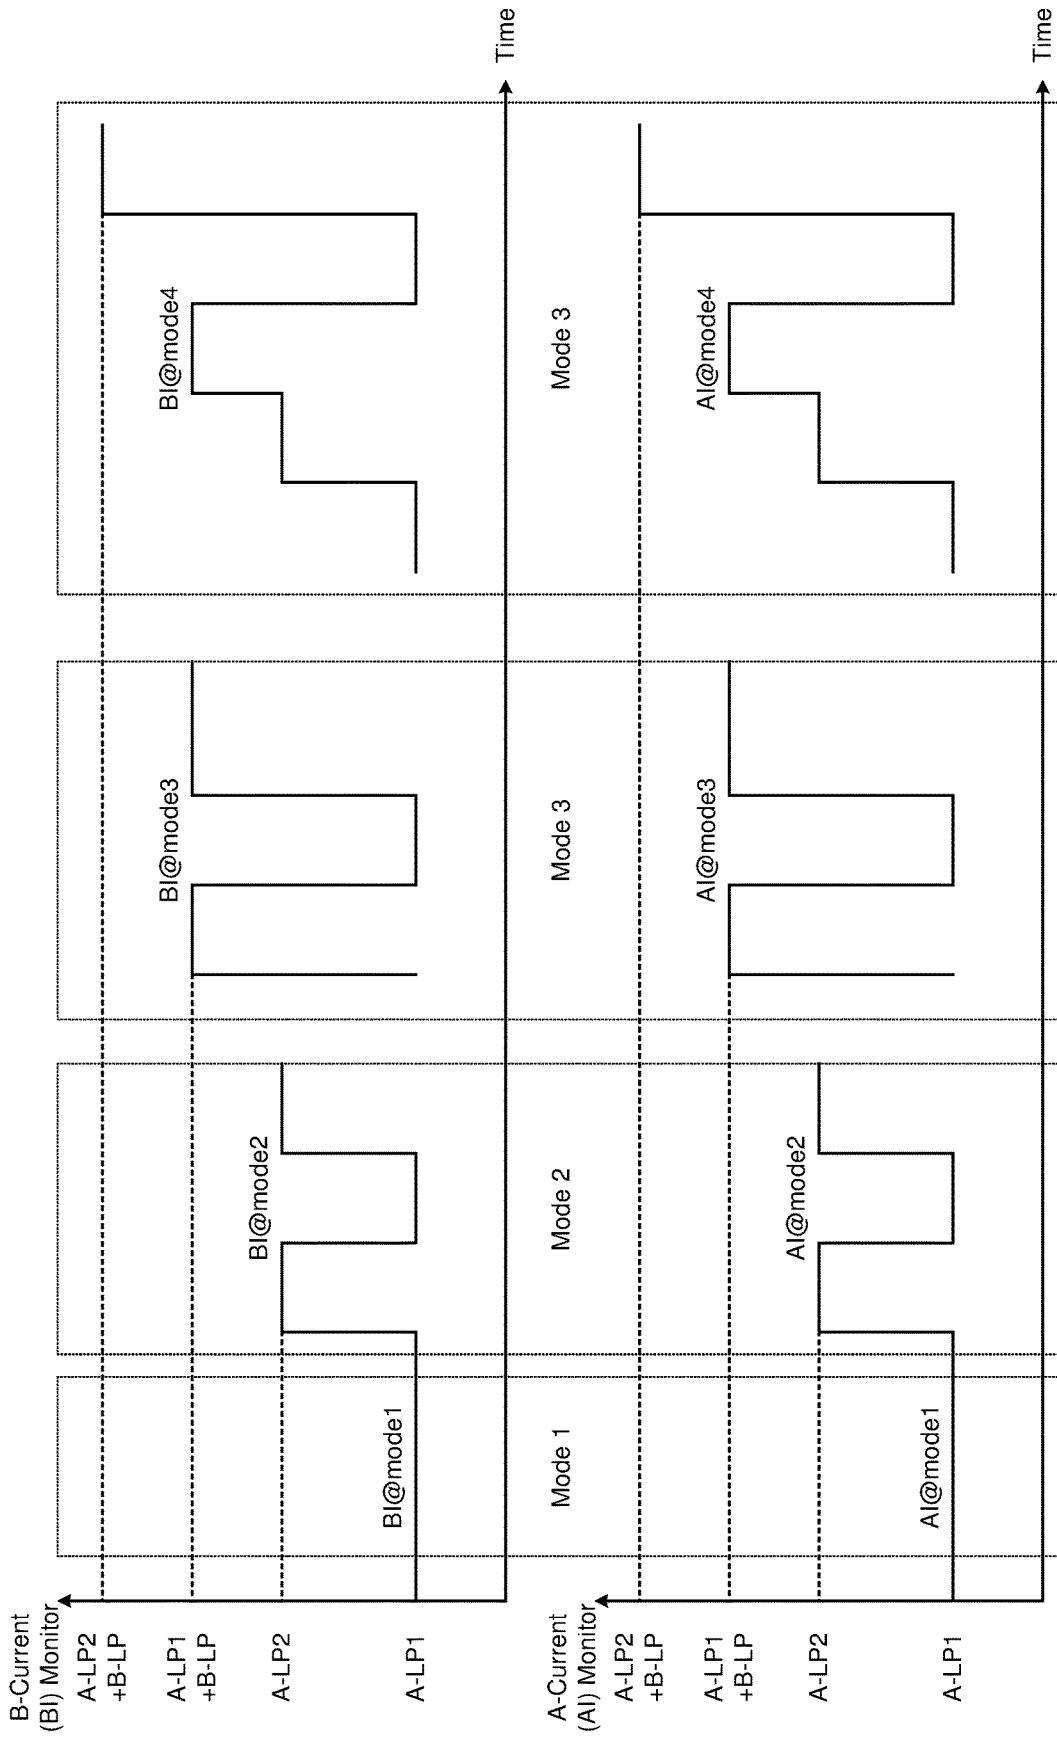 B-Current
(BI) Monitor
A-LP2
+B-LP
A-LP1
+B-LP
A-LP2
A-LP1
BI@mode1
BI@mode2
BI@mode3
BI@mode4
Time
Mode 1
Mode 2
Mode 3
Mode 3
A-Current
(AI) Monitor
A-LP2
+B-LP
A-LP1
+B-LP
A-LP2
A-LP1
AI@mode1
AI@mode2
AI@mode3
AI@mode4
Time